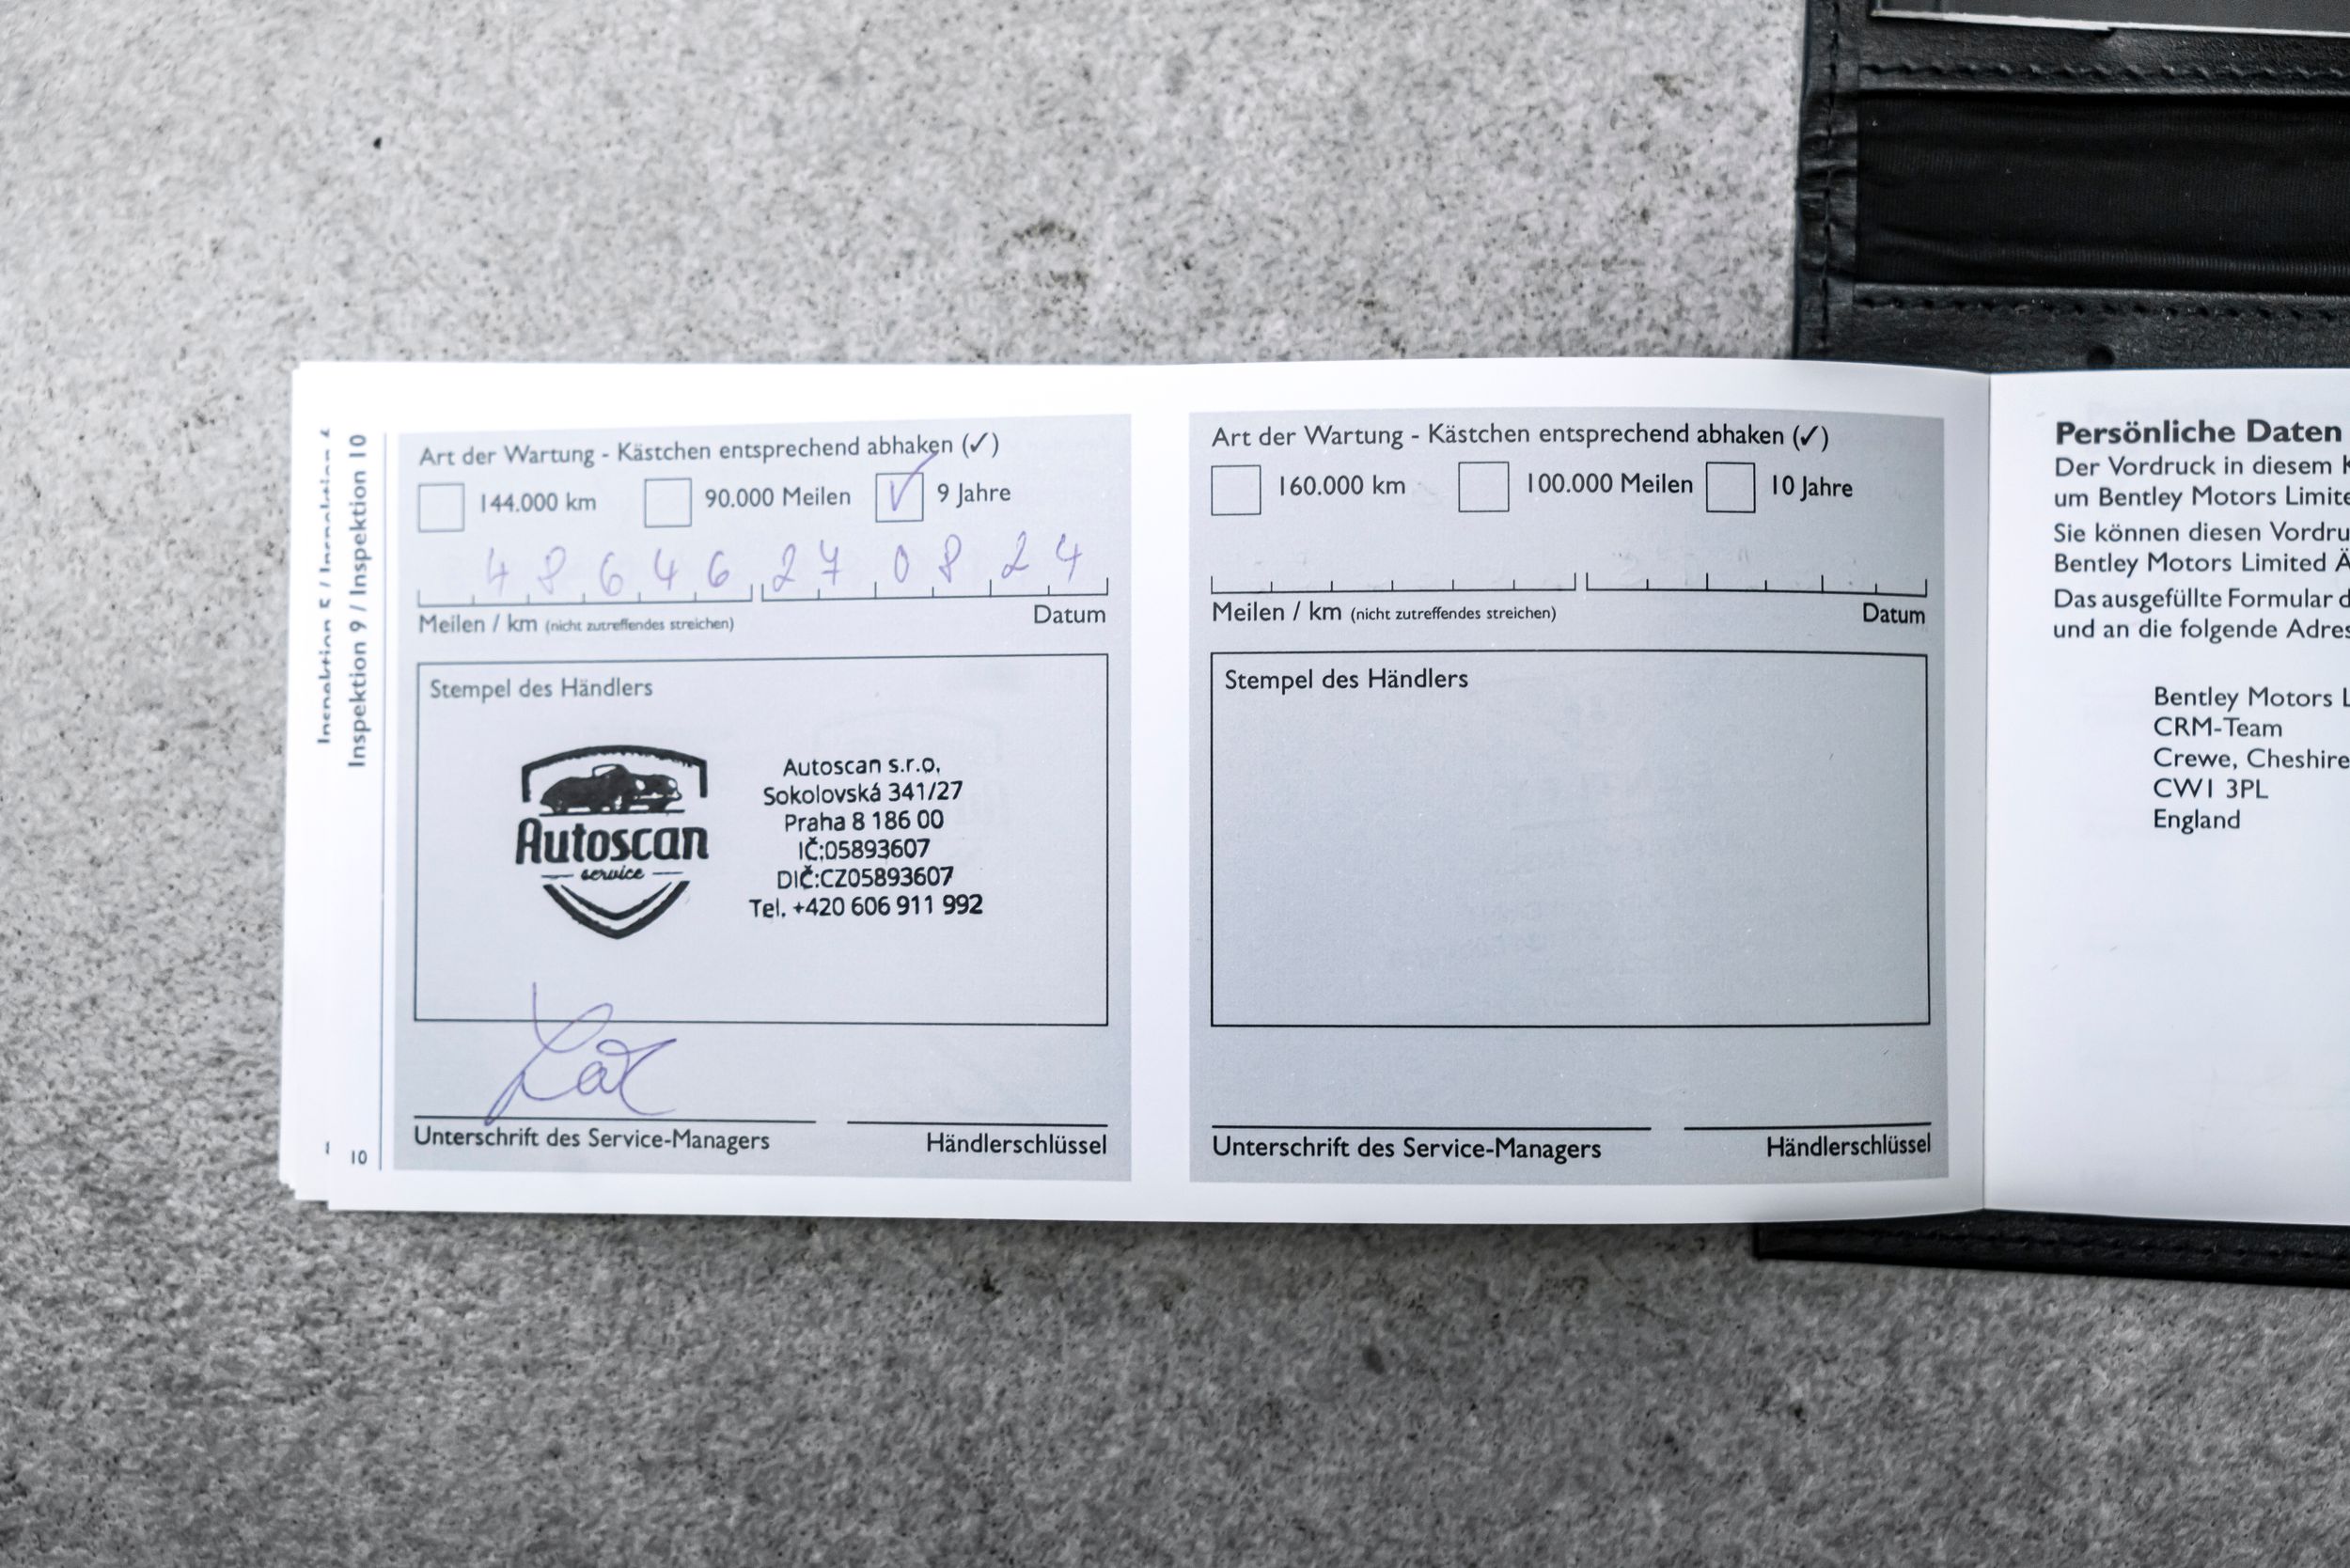 Inspektion 9 / Inspektion 10
10
Art der Wartung - Kästchen entsprechend abhaken (✓)
144.000 km 90.000 Meilen ✓ 9 Jahre
48646 27 08 24
Meilen / km (nicht zutreffendes streichen) Datum
Stempel des Händlers
Autoscan
service
Autoscan s.r.o.
Sokolovská 341/27
Praha 8 186 00
IČ:05893607
DIČ:CZ05893607
Tel. +420 606 911 992
Unterschrift des Service-Managers Händlerschlüssel
Art der Wartung - Kästchen entsprechend abhaken (✓)
160.000 km 100.000 Meilen 10 Jahre
Meilen / km (nicht zutreffendes streichen) Datum
Stempel des Händlers
Unterschrift des Service-Managers Händlerschlüssel
Persönliche Daten
Der Vordruck in diesem
um Bentley Motors
Sie können diesen
Bentley Motors Limited
Das ausgefüllte Formular
und an die folgende
Bentley Motors
CRM-Team
Crewe, Cheshire
CW1 3PL
England